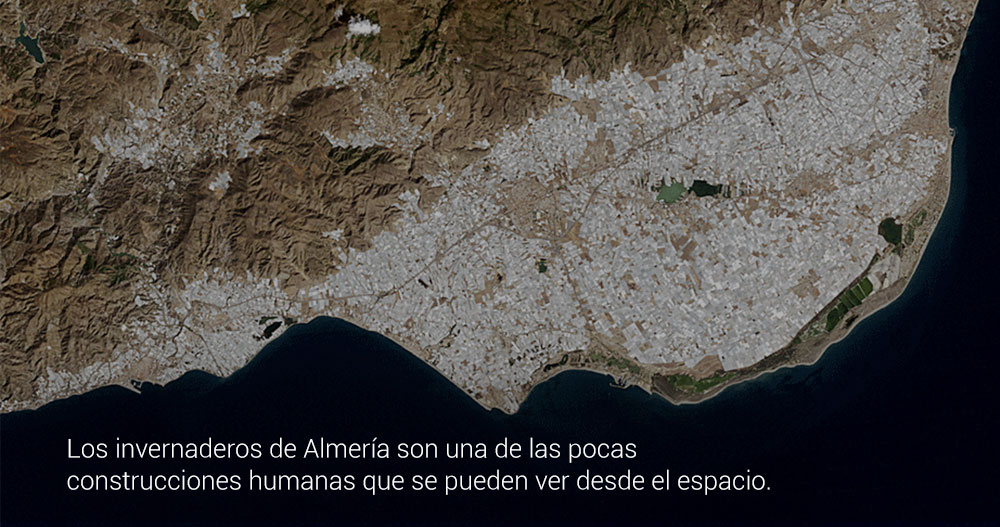 Los invernaderos de Almería son una de las pocas
construcciones humanas que se pueden ver desde el espacio.